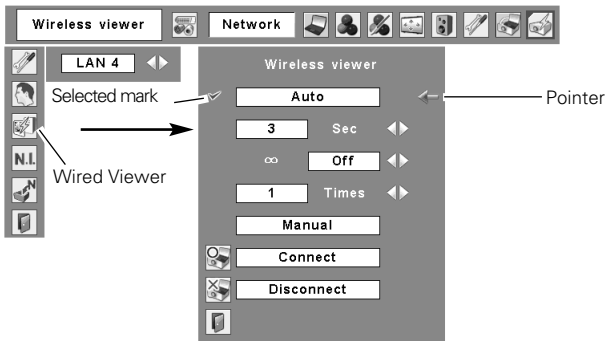 Wireless viewer
Network
LAN 4
Wireless viewer
Selected mark
Auto
Pointer
3 Sec
∞ Off
N.I.
Wired Viewer
1 Times
N
Manual
Connect
Disconnect